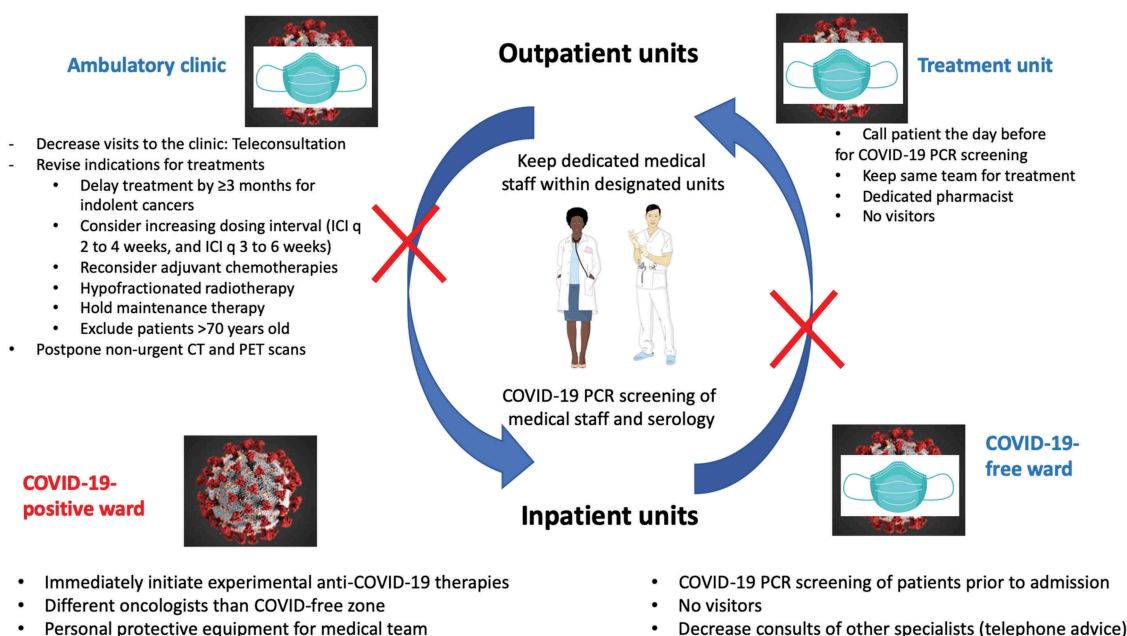 Outpatient units
Ambulatory clinic
- Decrease visits to the clinic: Teleconsultation
- Revise indications for treatments
• Delay treatment by ≥3 months for
indolent cancers
• Consider increasing dosing interval (ICI q
2 to 4 weeks, and ICI q 3 to 6 weeks)
• Reconsider adjuvant chemotherapies
• Hypofractionated radiotherapy
• Hold maintenance therapy
• Exclude patients >70 years old
• Postpone non-urgent CT and PET scans
Treatment unit
• Call patient the day before
for COVID-19 PCR screening
• Keep same team for treatment
• Dedicated pharmacist
• No visitors
Keep dedicated medical
staff within designated units
COVID-19 PCR screening of
medical staff and serology
Inpatient units
COVID-19-
positive ward
• Immediately initiate experimental anti-COVID-19 therapies
• Different oncologists than COVID-free zone
• Personal protective equipment for medical team
COVID-19-
free ward
• COVID-19 PCR screening of patients prior to admission
• No visitors
• Decrease consults of other specialists (telephone advice)